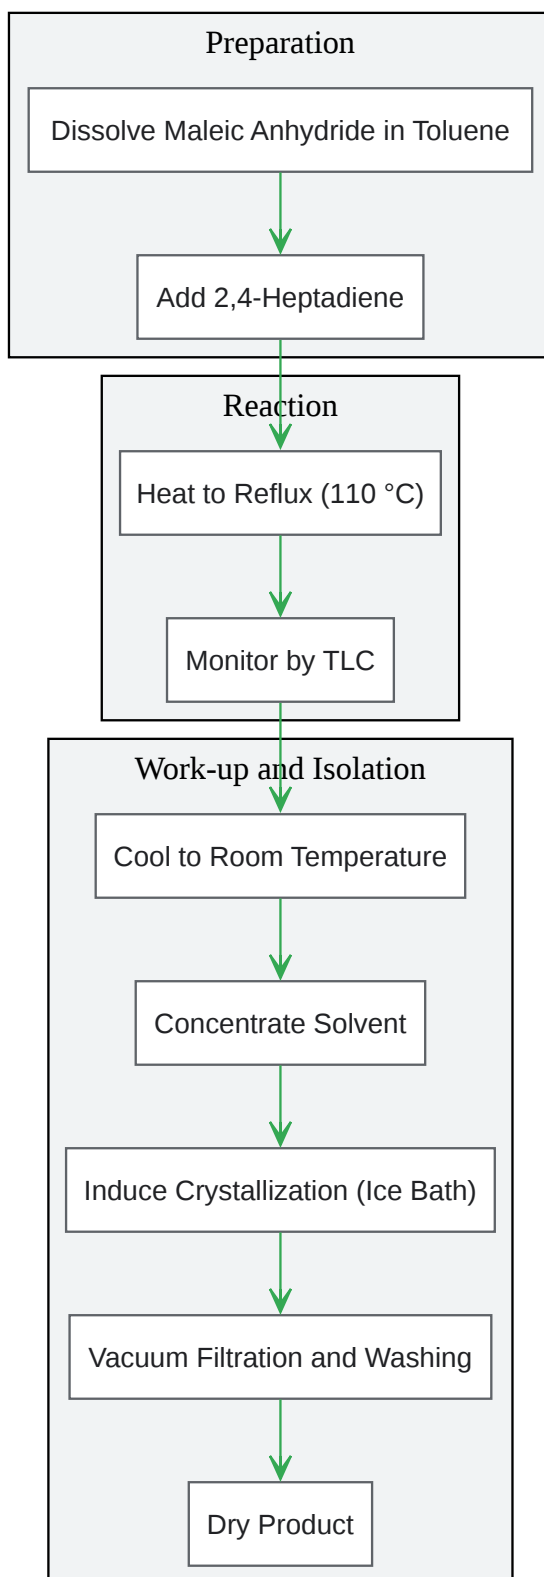 Preparation
Dissolve Maleic Anhydride in Toluene
Add 2,4-Heptadiene
Reaction
Heat to Reflux (110 °C)
Monitor by TLC
Work-up and Isolation
Cool to Room Temperature
Concentrate Solvent
Induce Crystallization (Ice Bath)
Vacuum Filtration and Washing
Dry Product